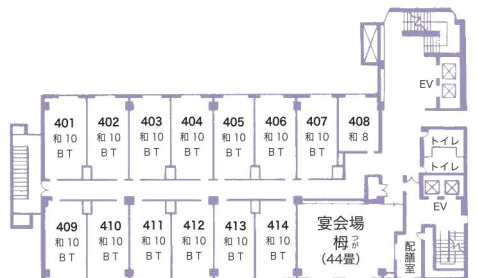 EV
401 402 403 404 405 406 407 408
和10 和10 和10 和10 和10 和10 和10 和8
BT BT BT BT BT BT BT
トイレ
トイレ
EV
409 410 411 412 413 414
和10 和10 和10 和10 和10 和10
BT BT BT BT BT BT
宴会場
栂
つが
(44畳)
配膳室